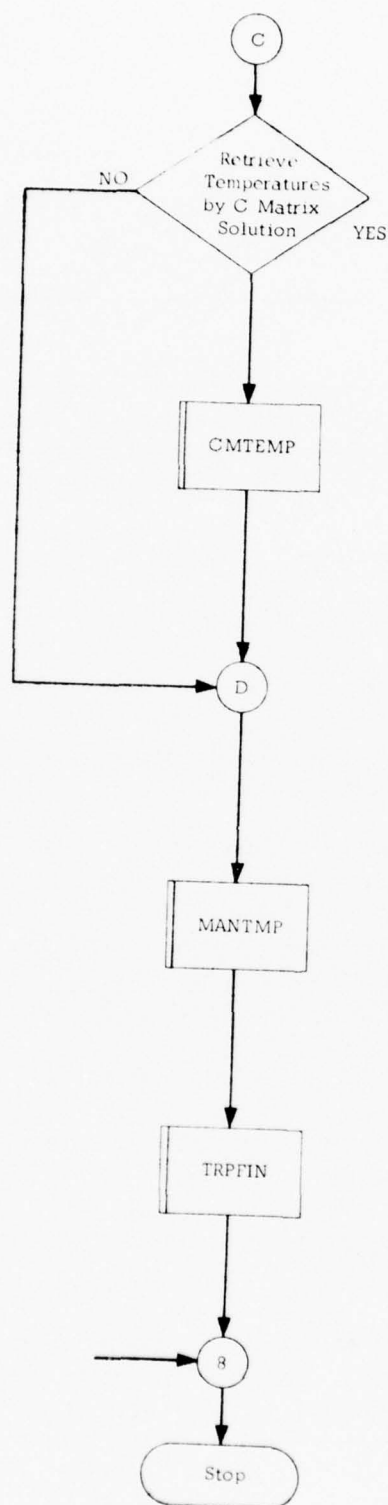 C
Retrieve
Temperatures
by C Matrix
Solution
NO
YES
CMTEMP
D
MANTMP
TRPFIN
8
Stop